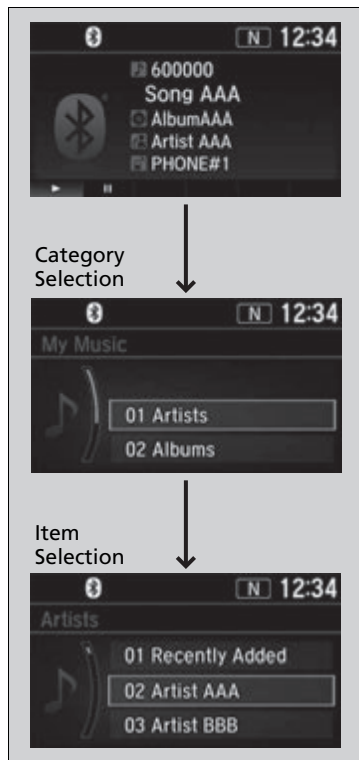 N 12:34
600000
Song AAA
AlbumAAA
Artist AAA
PHONE#1
Category
Selection
N 12:34
My Music
01 Artists
02 Albums
Item
Selection
N 12:34
Artists
01 Recently Added
02 Artist AAA
03 Artist BBB